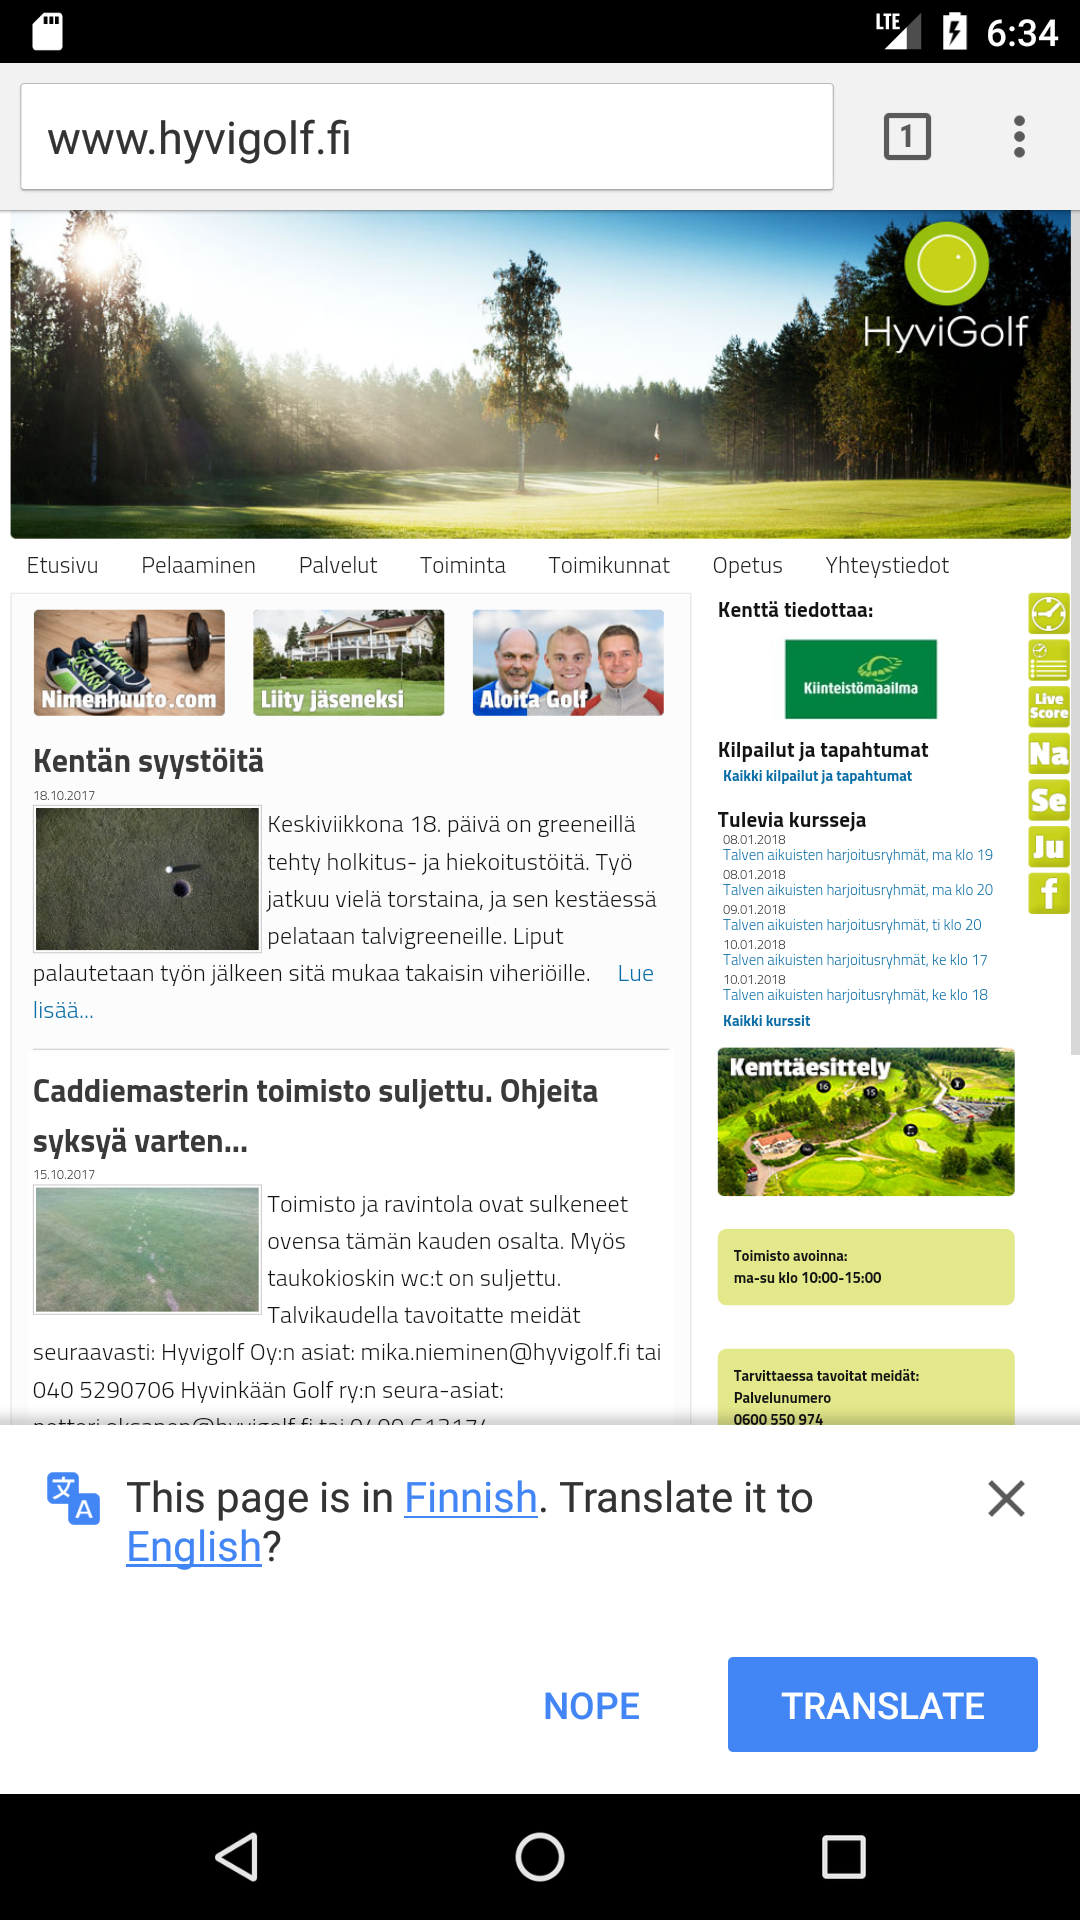 LTE 6:34
www.hyvigolf.fi
1
HyviGolf
Etusivu Pelaaminen Palvelut Toiminta Toimikunnat Opetus Yhteystiedot
Nimenhuuto.com
Liity jäseneksi
Aloita Golf
Kentän syystöitä
18.10.2017
Keskiviikkona 18. päivä on greeneillä
tehty holkitus- ja hiekoitustöitä. Työ
jatkuu vielä torstaina, ja sen kestäessä
pelataan talvigreeneille. Liput
palautetaan työn jälkeen sitä mukaa takaisin viheriöille. Lue
lisää...
Caddiemasterin toimisto suljettu. Ohjeita
syksyä varten...
15.10.2017
Toimisto ja ravintola ovat sulkeneet
ovensa tämän kauden osalta. Myös
taukokioskin wc:t on suljettu.
Talvikaudella tavoitatte meidät
seuraavasti: Hyvigolf Oy:n asiat: mika.nieminen@hyvigolf.fi tai
040 5290706 Hyvinkään Golf ry:n seura-asiat:
Kenttä tiedottaa:
Kiinteistömaailma
Kilpailut ja tapahtumat
Kaikki kilpailut ja tapahtumat
Tulevia kursseja
08.01.2018
Talven aikuisten harjoitusryhmät, ma klo 19
08.01.2018
Talven aikuisten harjoitusryhmät, ma klo 20
09.01.2018
Talven aikuisten harjoitusryhmät, ti klo 20
10.01.2018
Talven aikuisten harjoitusryhmät, ke klo 17
10.01.2018
Talven aikuisten harjoitusryhmät, ke klo 18
Kaikki kurssit
Kenttäesittely
16
15
Toimisto avoinna:
ma-su klo 10:00-15:00
Tarvittaessa tavoitat meidät:
Palvelunumero
0600 550 974
Live
Score
Na
Se
Ju
f
文
A
This page is in Finnish. Translate it to
English?
NOPE TRANSLATE